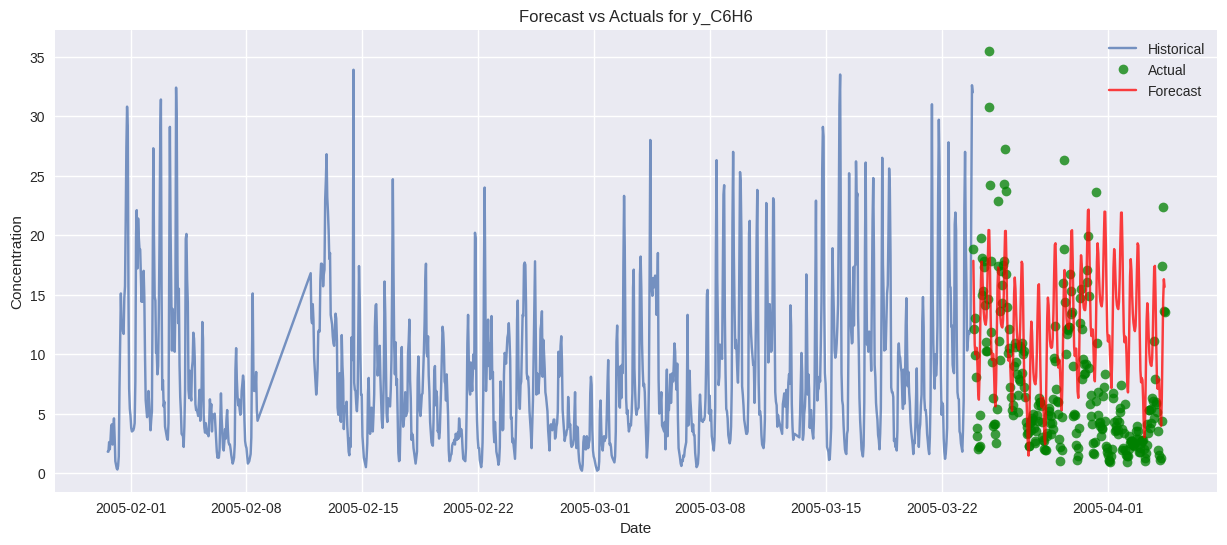 Forecast vs Actuals for y_C6H6
Historical
Actual
Forecast
Concentration
35
30
25
20
15
10
5
0
2005-02-01
2005-02-08
2005-02-15
2005-02-22
2005-03-01
2005-03-08
2005-03-15
2005-03-22
2005-04-01
Date